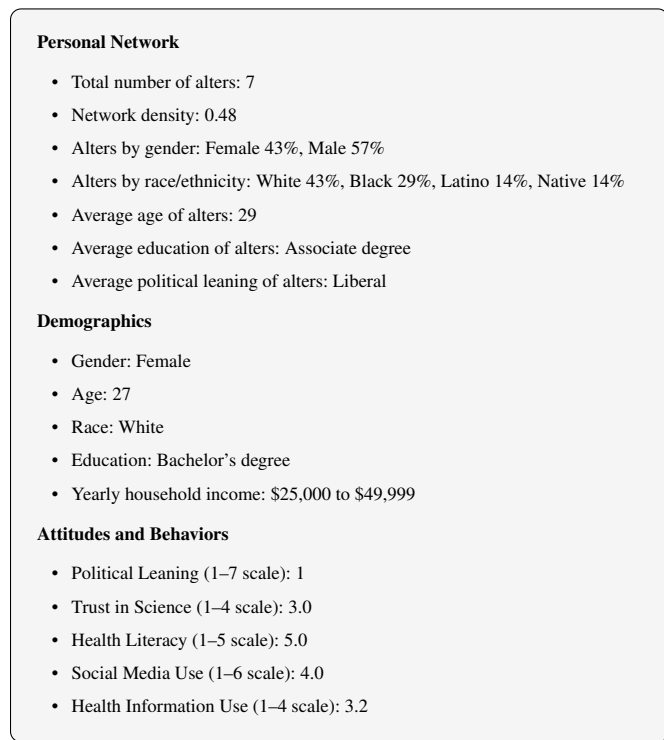 Personal Network
• Total number of alters: 7
• Network density: 0.48
• Alters by gender: Female 43%, Male 57%
• Alters by race/ethnicity: White 43%, Black 29%, Latino 14%, Native 14%
• Average age of alters: 29
• Average education of alters: Associate degree
• Average political leaning of alters: Liberal
Demographics
• Gender: Female
• Age: 27
• Race: White
• Education: Bachelor’s degree
• Yearly household income: $25,000 to $49,999
Attitudes and Behaviors
• Political Leaning (1–7 scale): 1
• Trust in Science (1–4 scale): 3.0
• Health Literacy (1–5 scale): 5.0
• Social Media Use (1–6 scale): 4.0
• Health Information Use (1–4 scale): 3.2